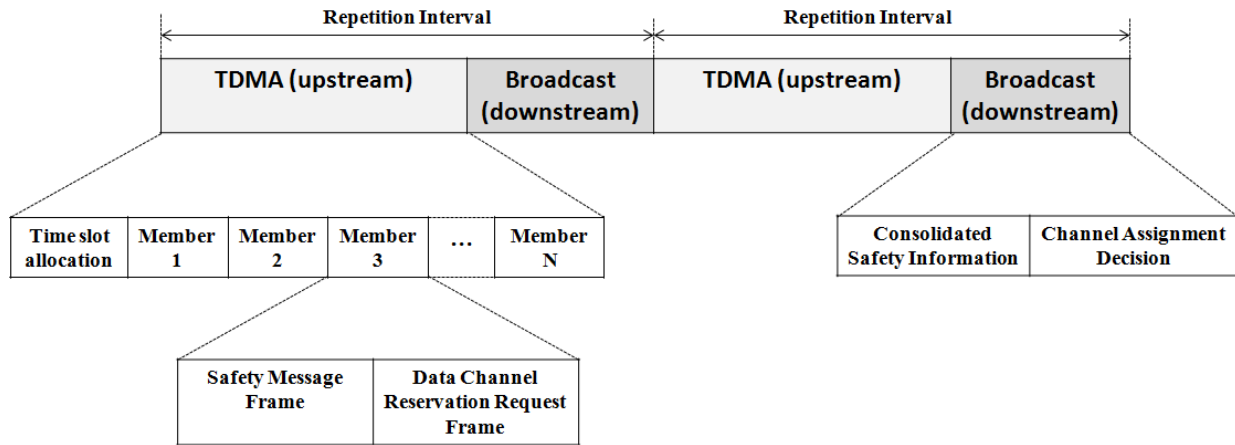 Repetition Interval
Repetition Interval
TDMA (upstream)
Broadcast
(downstream)
TDMA (upstream)
Broadcast
(downstream)
Time slot
allocation
Member
1
Member
2
Member
3
...
Member
N
Consolidated
Safety Information
Channel Assignment
Decision
Safety Message
Frame
Data Channel
Reservation Request
Frame